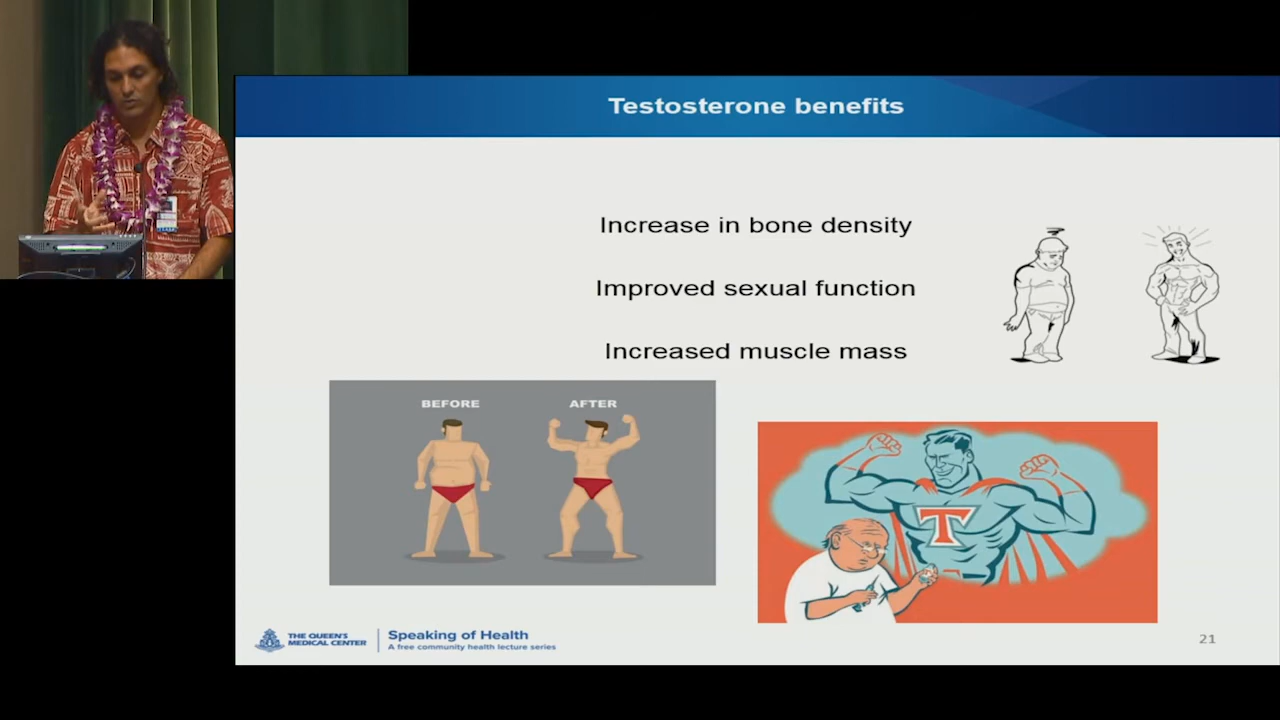 Testosterone benefits
Increase in bone density
Improved sexual function
Increased muscle mass
BEFORE
AFTER
T
THE QUEEN'S
MEDICAL CENTER
Speaking of Health
A free community health lecture series
21